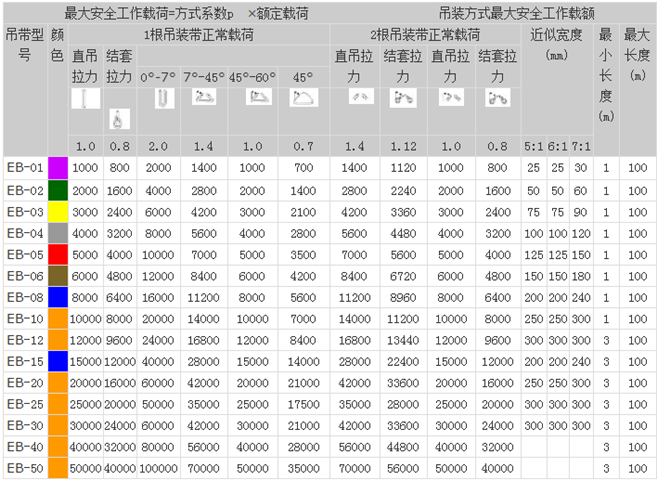 最大安全工作载荷=方式系数p ×额定载荷 吊装方式最大安全工作载额
吊带型号 颜色 1根吊装带正常载荷 2根吊装带正常载荷 近似宽度(mm) 最小长度(m) 最大长度(m)
直吊拉力 结套拉力 0°-7° 7°-45° 45°-60° 45° 直吊拉力 结套拉力 直吊拉力 结套拉力
1.0 0.8 2.0 1.4 1.0 0.7 1.4 1.12 1.0 0.8 5:1 6:1 7:1
EB-01 1000 800 2000 1400 1000 700 1400 1120 1000 800 25 25 30 1 100
EB-02 2000 1600 4000 2800 2000 1400 2800 2240 2000 1600 50 50 60 1 100
EB-03 3000 2400 6000 4200 3000 2100 4200 3360 3000 2400 75 75 90 1 100
EB-04 4000 3200 8000 5600 4000 2800 5600 4480 4000 3200 100 100 120 1 100
EB-05 5000 4000 10000 7000 5000 3500 7000 5600 5000 4000 125 125 150 1 100
EB-06 6000 4800 12000 8400 6000 4200 8400 6720 6000 4800 150 150 180 1 100
EB-08 8000 6400 16000 11200 8000 5600 11200 8960 8000 6400 200 200 240 3 100
EB-10 10000 8000 20000 14000 10000 7000 14000 11200 10000 8000 250 250 300 3 100
EB-12 12000 9600 24000 16800 12000 8400 16800 13440 12000 9600 300 300 300 3 100
EB-15 15000 12000 40000 28000 15000 14000 28000 22400 15000 12000 200 200 240 3 100
EB-20 20000 16000 60000 42000 20000 21000 42000 33600 20000 16000 250 250 300 3 100
EB-25 25000 20000 50000 35000 25000 17500 35000 28000 25000 20000 300 300 300 3 100
EB-30 30000 24000 60000 42000 30000 21000 42000 33600 30000 24000 300 300 300 3 100
EB-40 40000 32000 80000 56000 40000 28000 56000 44800 40000 32000 3 100
EB-50 50000 40000 100000 70000 50000 35000 70000 56000 50000 40000 3 100